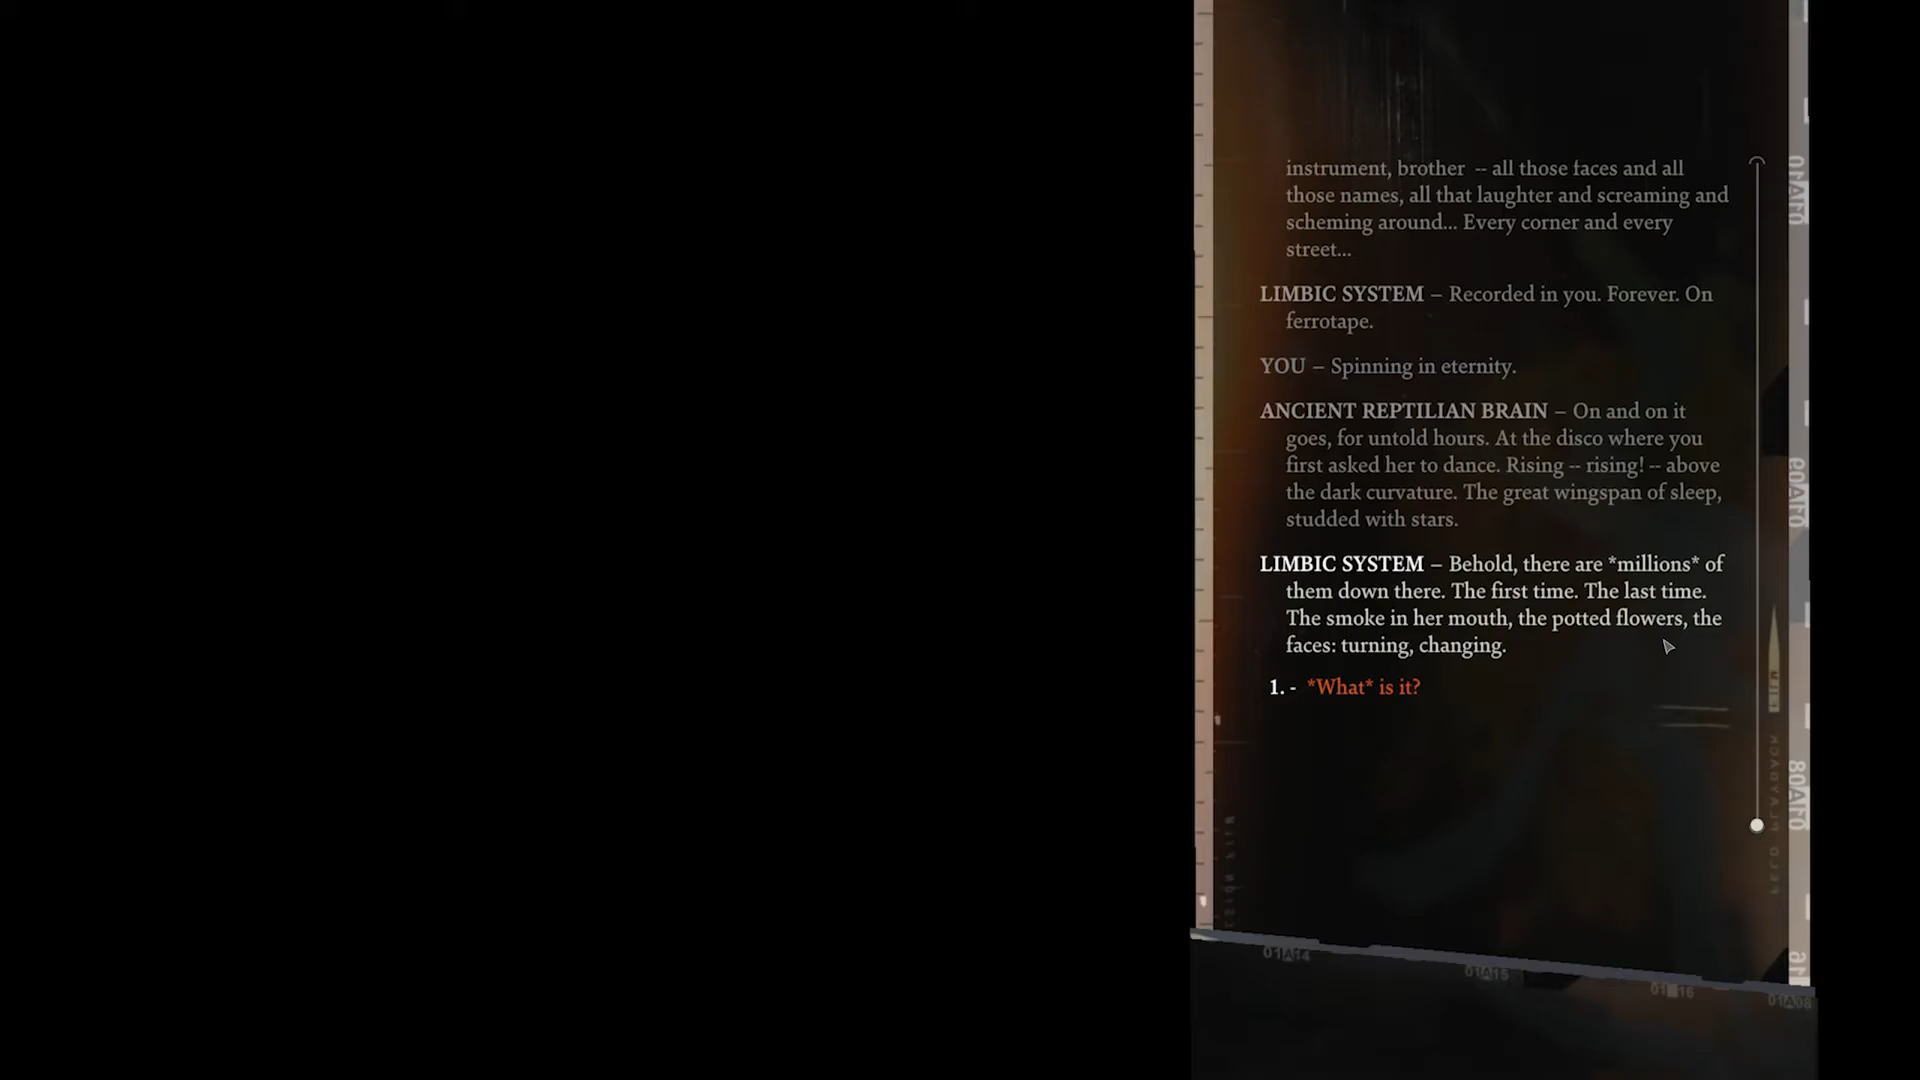 instrument, brother -- all those faces and all
those names, all that laughter and screaming and
scheming around... Every corner and every
street...
LIMBIC SYSTEM – Recorded in you. Forever. On
ferrotape.
YOU – Spinning in eternity.
ANCIENT REPTILIAN BRAIN – On and on it
goes, for untold hours. At the disco where you
first asked her to dance. Rising -- rising! -- above
the dark curvature. The great wingspan of sleep,
studded with stars.
LIMBIC SYSTEM – Behold, there are *millions* of
them down there. The first time. The last time.
The smoke in her mouth, the potted flowers, the
faces: turning, changing.
1. - *What* is it?
01A14
01A15
01A08